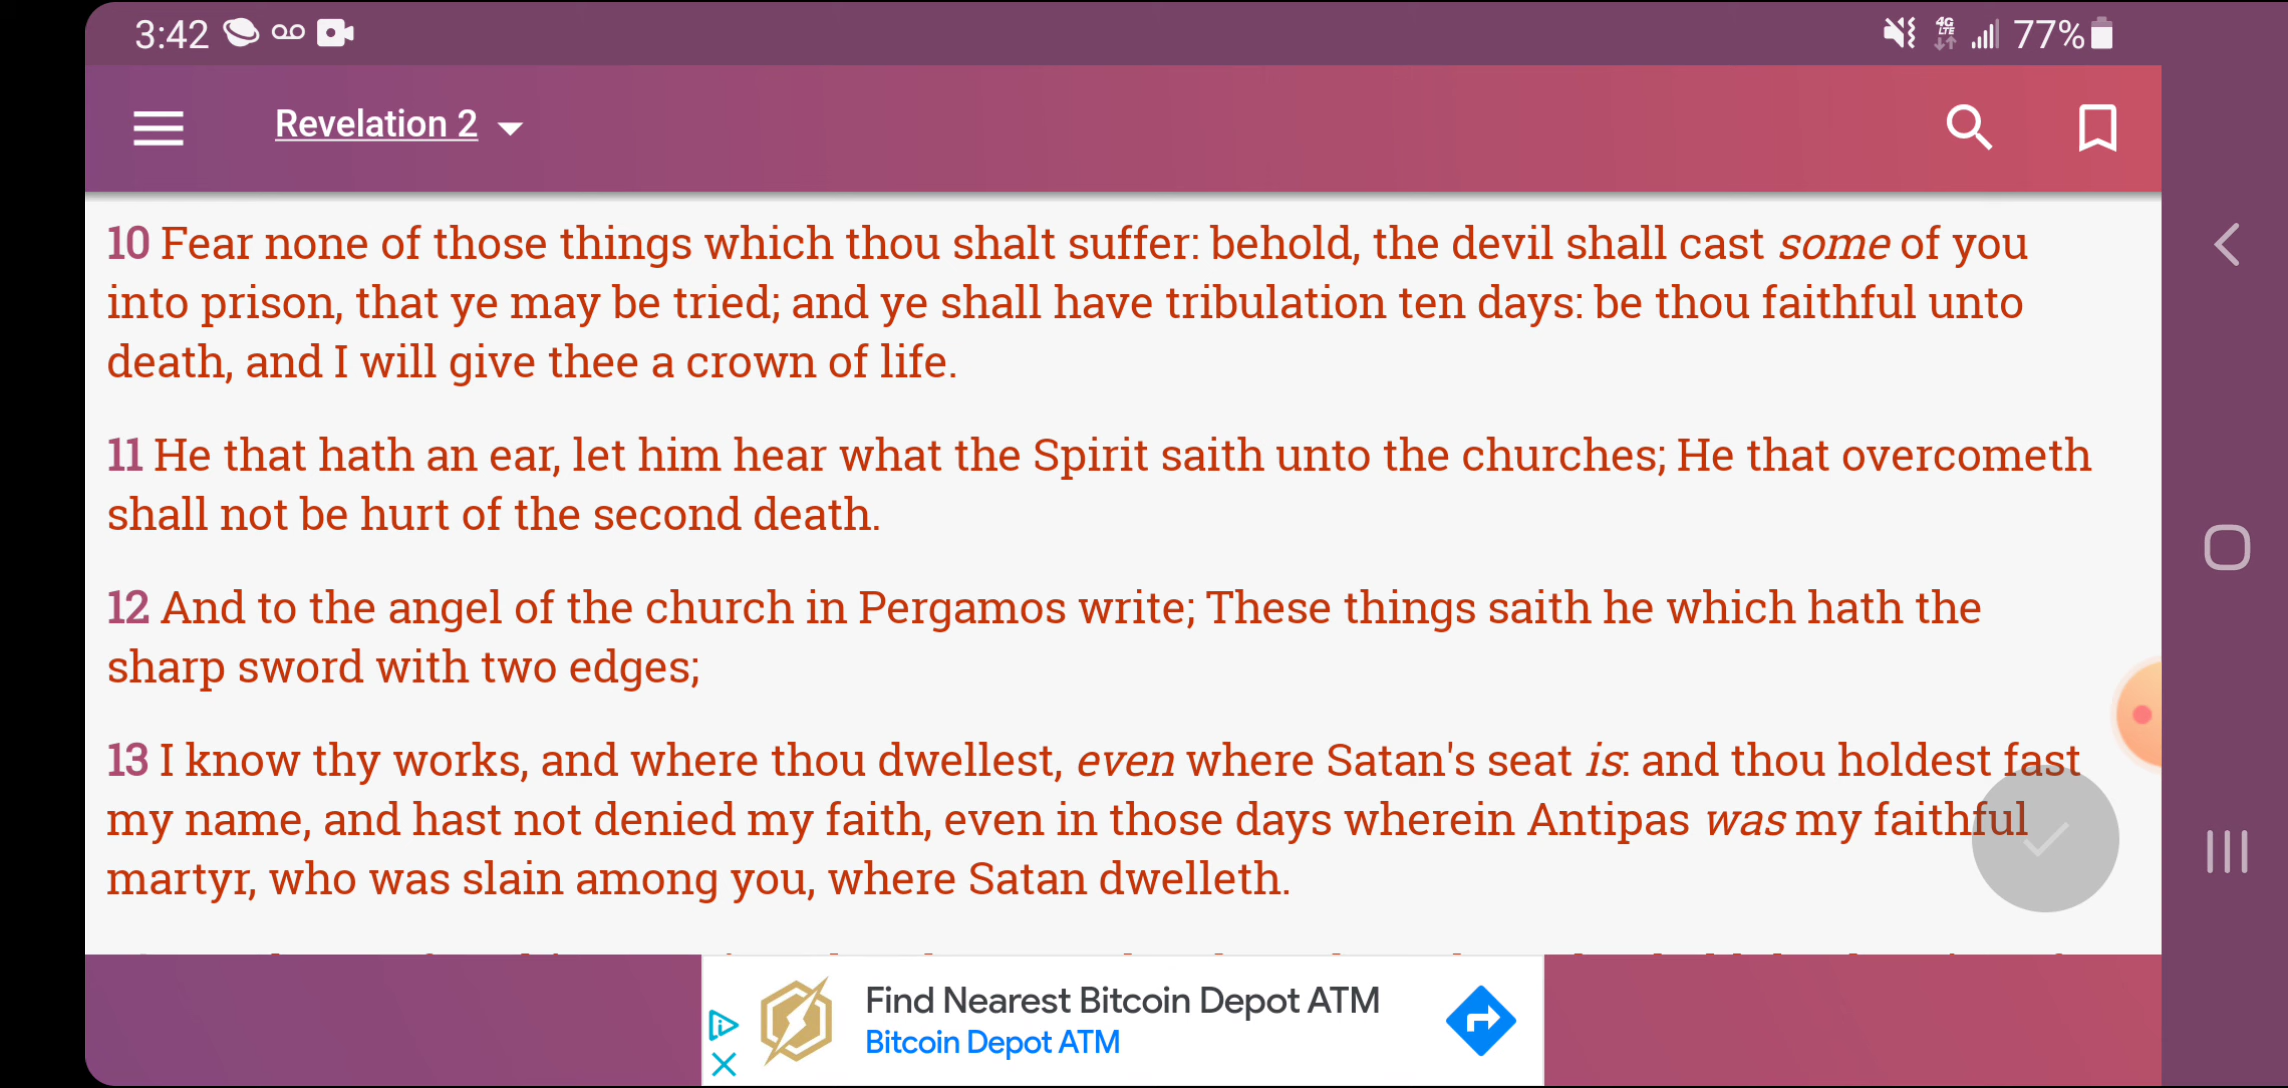 3:42
4G LTE 77%
Revelation 2
10 Fear none of those things which thou shalt suffer: behold, the devil shall cast some of you
into prison, that ye may be tried; and ye shall have tribulation ten days: be thou faithful unto
death, and I will give thee a crown of life.
11 He that hath an ear, let him hear what the Spirit saith unto the churches; He that overcometh
shall not be hurt of the second death.
12 And to the angel of the church in Pergamos write; These things saith he which hath the
sharp sword with two edges;
13 I know thy works, and where thou dwellest, even where Satan's seat is: and thou holdest fast
my name, and hast not denied my faith, even in those days wherein Antipas was my faithful
martyr, who was slain among you, where Satan dwelleth.
Find Nearest Bitcoin Depot ATM
Bitcoin Depot ATM